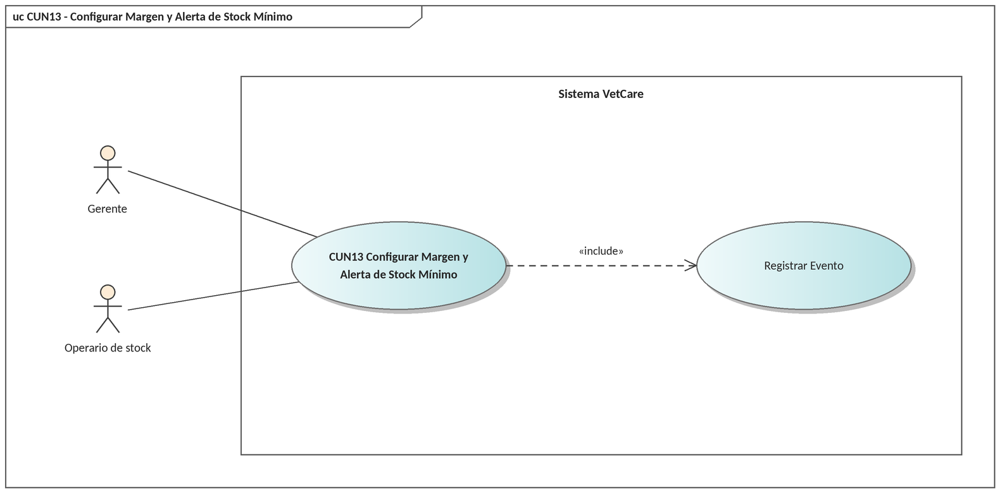 uc CUN13 - Configurar Margen y Alerta de Stock Mínimo
Sistema VetCare
Gerente
CUN13 Configurar Margen y
Alerta de Stock Mínimo
«include»
Registrar Evento
Operario de stock